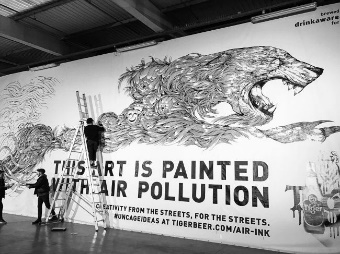 drinkaware
THIS ART IS PAINTED
WITH AIR POLLUTION
CREATIVITY FROM THE STREETS, FOR THE STREETS.
#UNCAGEIDEAS AT TIGERBEER.COM/AIR-INK